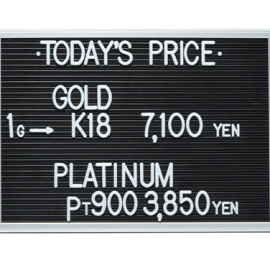 ·TODAY'S PRICE·
GOLD
1G→ K18 7,100 YEN
PLATINUM
PT900 3,850 YEN